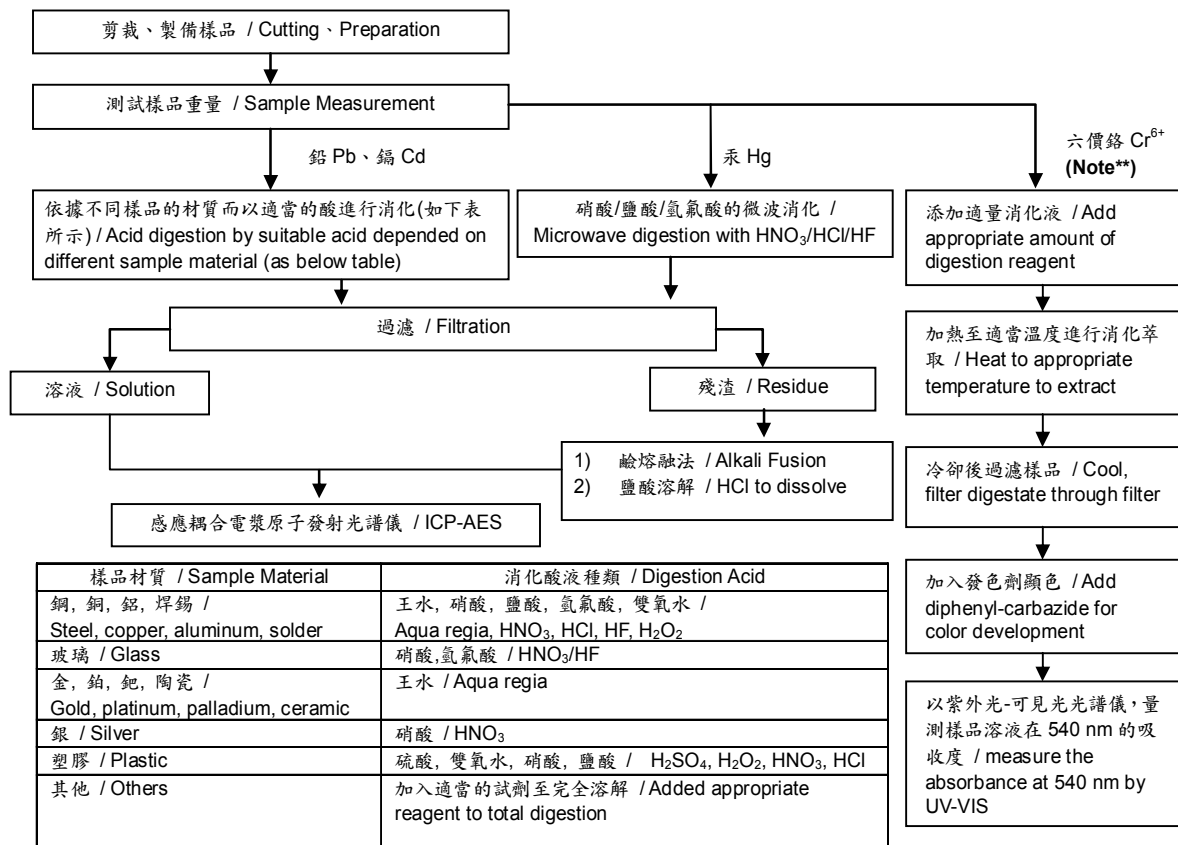 剪裁、製備樣品 / Cutting、Preparation
測試樣品重量 / Sample Measurement
鉛 Pb、鎘 Cd
汞 Hg
六價鉻 Cr6+
(Note**)
依據不同樣品的材質而以適當的酸進行消化(如下表
所示) / Acid digestion by suitable acid depended on
different sample material (as below table)
硝酸/鹽酸/氫氟酸的微波消化 /
Microwave digestion with HNO3/HCl/HF
添加適量消化液 / Add
appropriate amount of
digestion reagent
過濾 / Filtration
加熱至適當溫度進行消化萃
取 / Heat to appropriate
temperature to extract
溶液 / Solution
殘渣 / Residue
1) 鹼熔融法 / Alkali Fusion
2) 鹽酸溶解 / HCl to dissolve
冷卻後過濾樣品 / Cool,
filter digestate through filter
感應耦合電漿原子發射光譜儀 / ICP-AES
加入發色劑顯色 / Add
diphenyl-carbazide for
color development
以紫外光-可見光光譜儀,量
測樣品溶液在 540 nm 的吸
收度 / measure the
absorbance at 540 nm by
UV-VIS
樣品材質 / Sample Material
消化酸液種類 / Digestion Acid
鋼, 銅, 鋁, 焊錫 /
Steel, copper, aluminum, solder
王水, 硝酸, 鹽酸, 氫氟酸, 雙氧水 /
Aqua regia, HNO3, HCl, HF, H2O2
玻璃 / Glass
硝酸,氫氟酸 / HNO3/HF
金, 鉑, 鈀, 陶瓷 /
Gold, platinum, palladium, ceramic
王水 / Aqua regia
銀 / Silver
硝酸 / HNO3
塑膠 / Plastic
硫酸, 雙氧水, 硝酸, 鹽酸 / H2SO4, H2O2, HNO3, HCl
其他 / Others
加入適當的試劑至完全溶解 / Added appropriate
reagent to total digestion